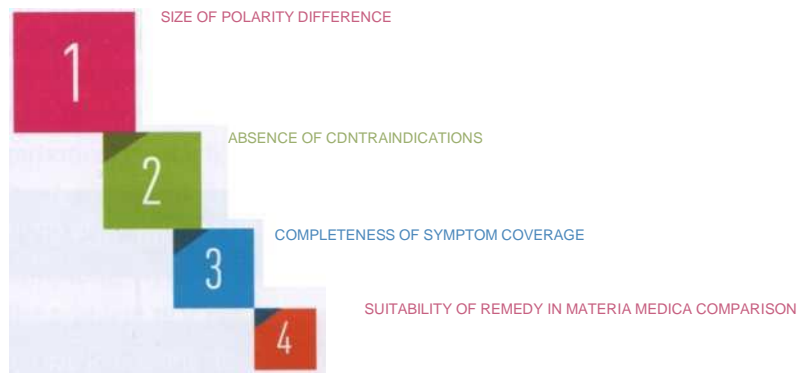 1
SIZE OF POLARITY DIFFERENCE
2
ABSENCE OF CDNTRAINDICATIONS
3
COMPLETENESS OF SYMPTOM COVERAGE
4
SUITABILITY OF REMEDY IN MATERIA MEDICA COMPARISON